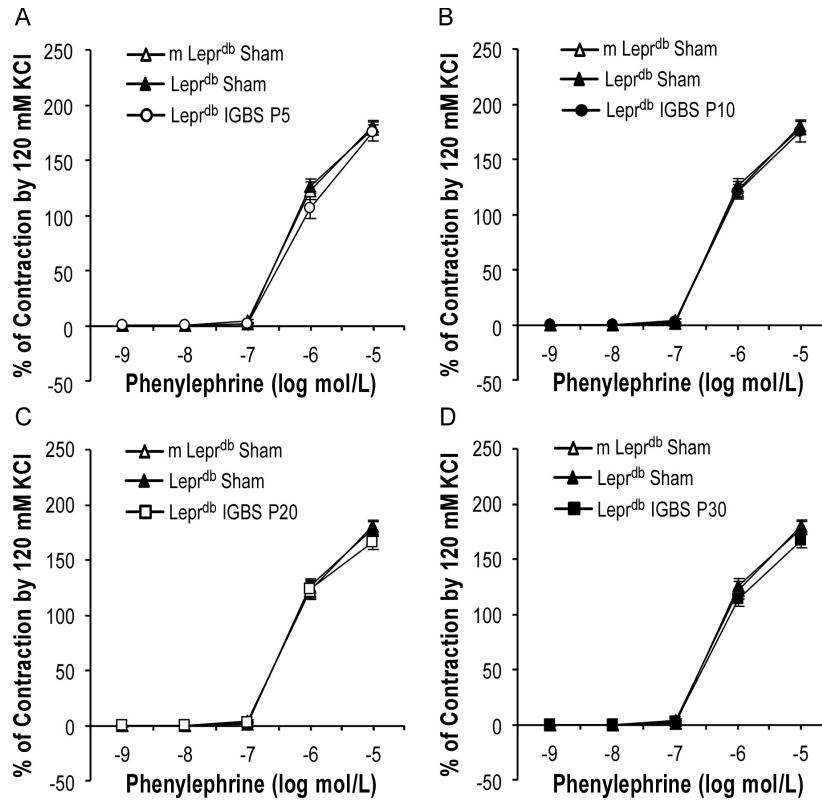 A
% of Contraction by 120 mM KCl
250
200
150
100
50
0
-50
m Lepr^db Sham
Lepr^db Sham
Lepr^db IGBS P5
-9 -8 -7 -6 -5
Phenylephrine (log mol/L)
B
% of Contraction by 120 mM KCl
250
200
150
100
50
0
-50
m Lepr^db Sham
Lepr^db Sham
Lepr^db IGBS P10
-9 -8 -7 -6 -5
Phenylephrine (log mol/L)
C
% of Contraction by 120 mM KCl
250
200
150
100
50
0
-50
m Lepr^db Sham
Lepr^db Sham
Lepr^db IGBS P20
-9 -8 -7 -6 -5
Phenylephrine (log mol/L)
D
% of Contraction by 120 mM KCl
250
200
150
100
50
0
-50
m Lepr^db Sham
Lepr^db Sham
Lepr^db IGBS P30
-9 -8 -7 -6 -5
Phenylephrine (log mol/L)